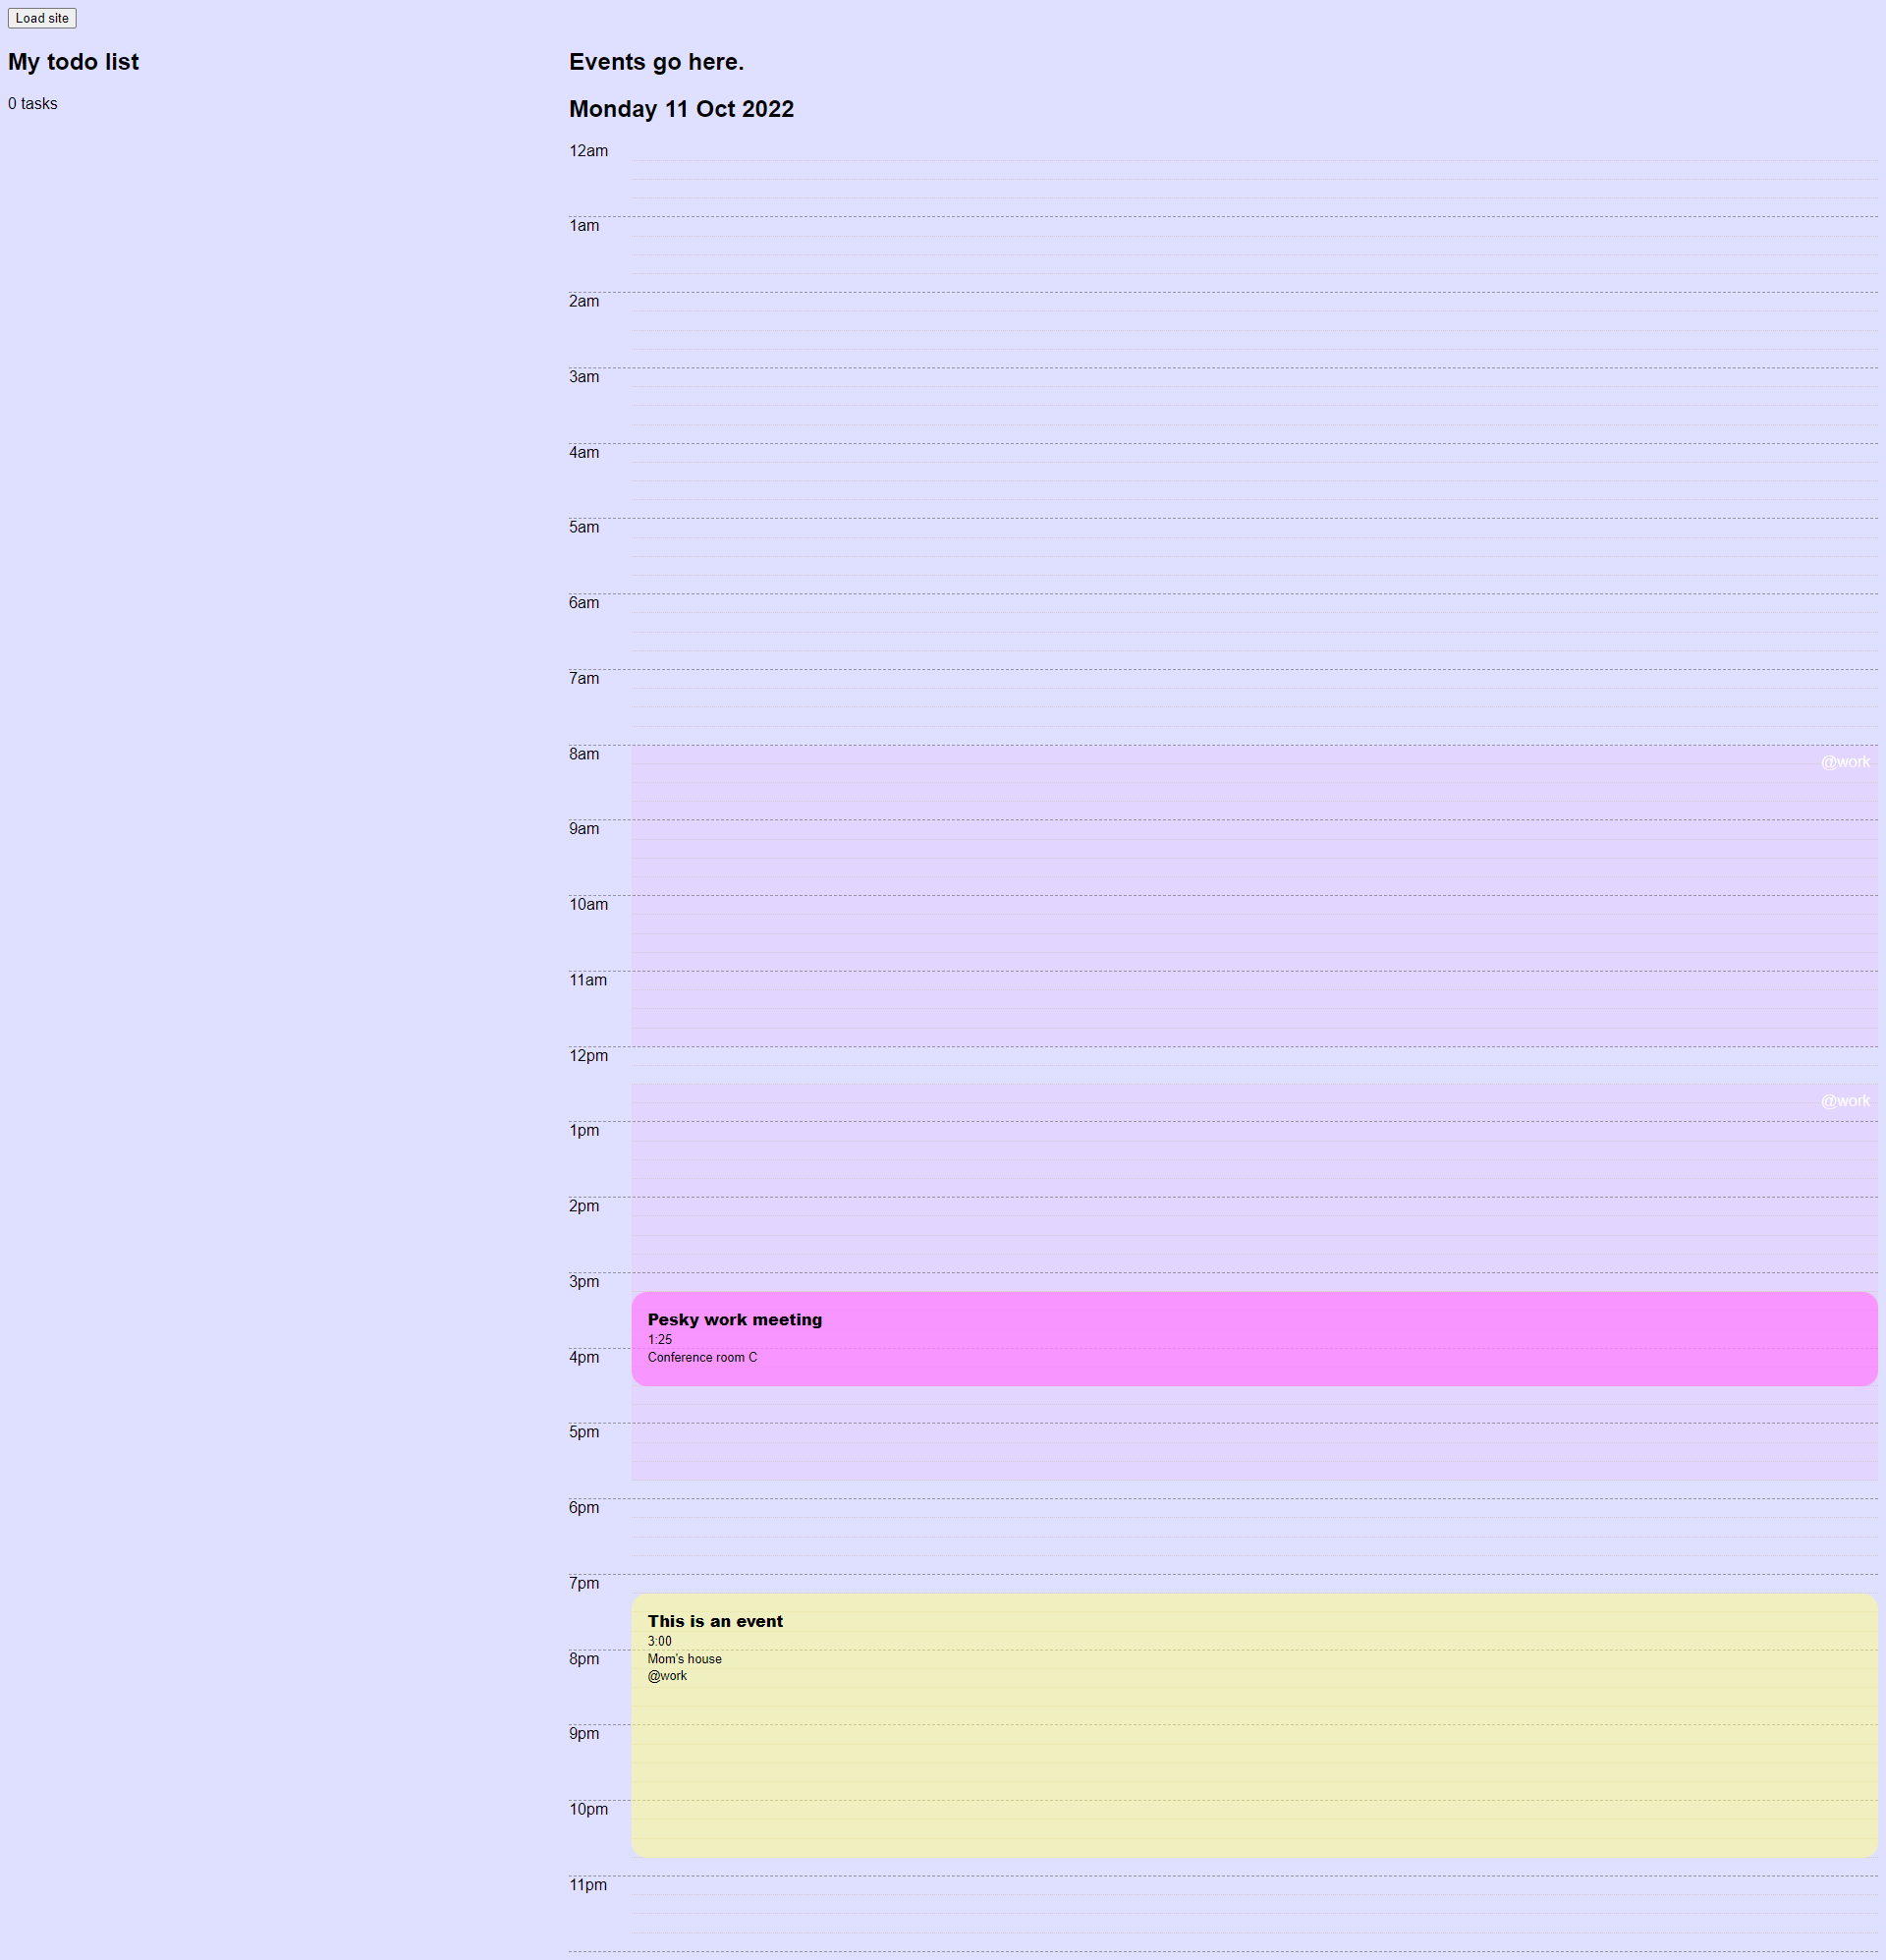 Load site
My todo list
0 tasks
Events go here.
Monday 11 Oct 2022
12am
1am
2am
3am
4am
5am
6am
7am
8am
@work
9am
10am
11am
12pm
@work
1pm
2pm
3pm
Pesky work meeting
1:25
Conference room C
4pm
5pm
6pm
7pm
This is an event
3:00
Mom's house
@work
8pm
9pm
10pm
11pm